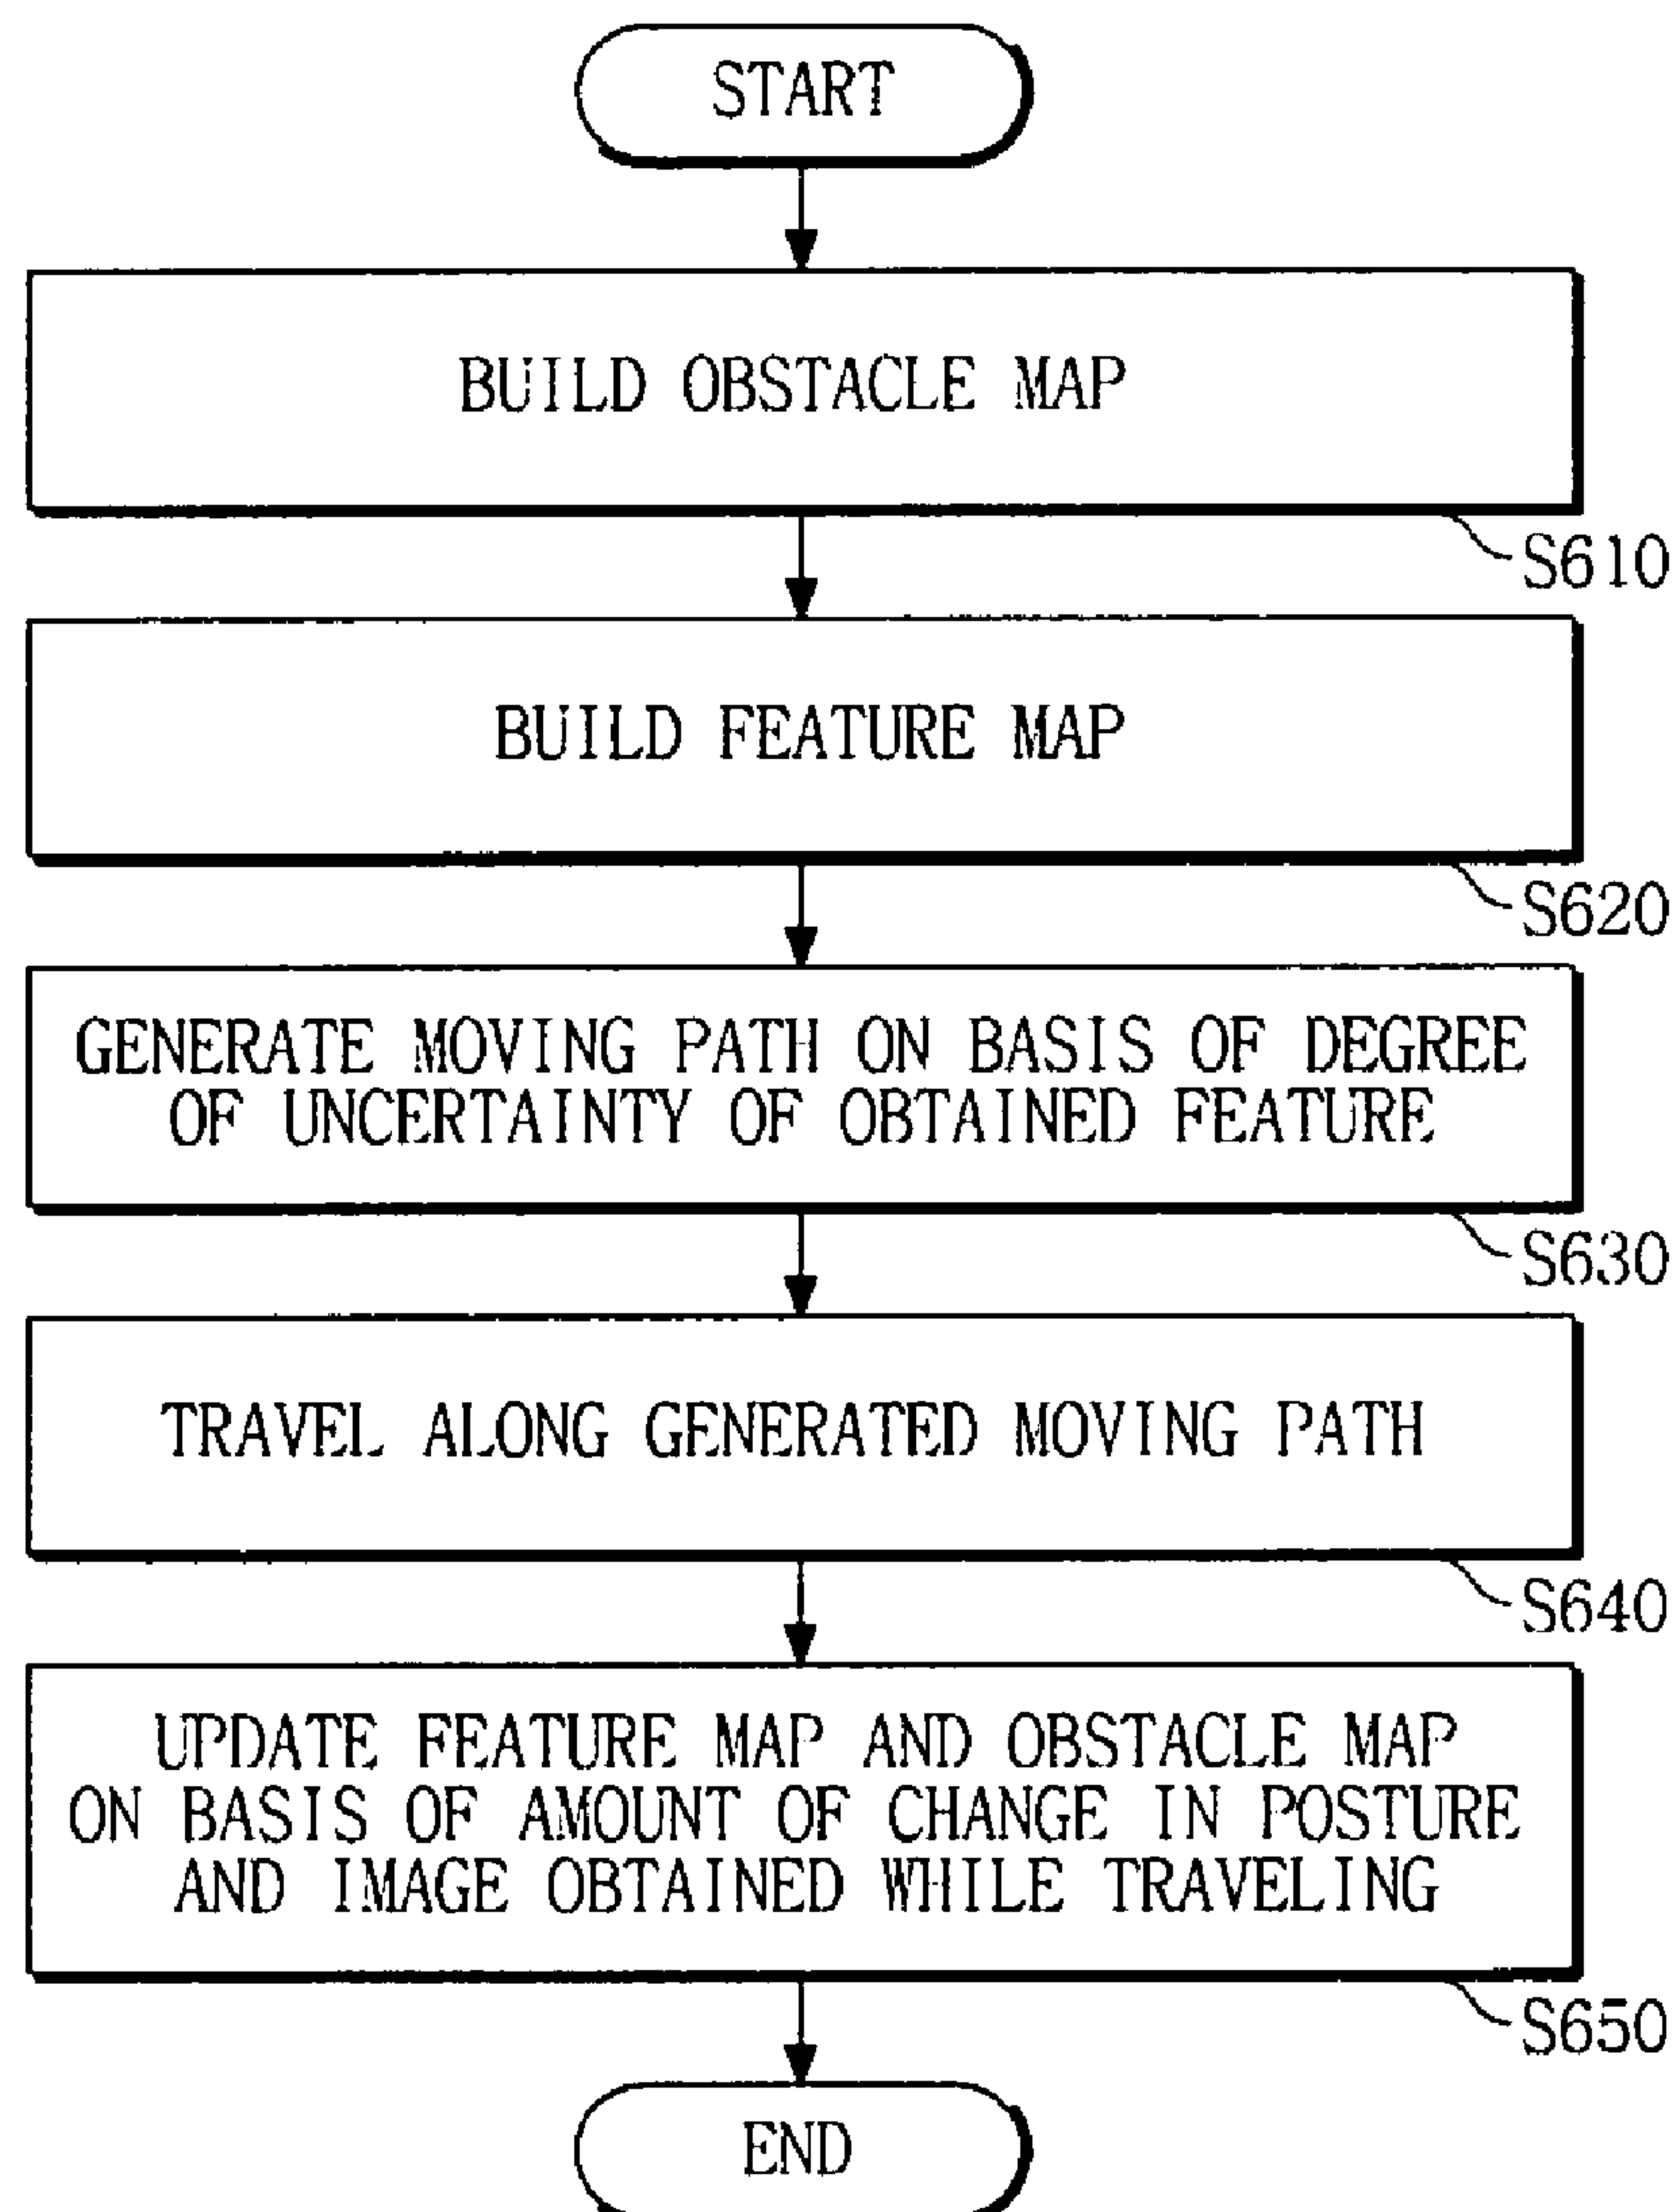 START
BUILD OBSTACLE MAP
S610
BUILD FEATURE MAP
S620
GENERATE MOVING PATH ON BASIS OF DEGREE
OF UNCERTAINTY OF OBTAINED FEATURE
S630
TRAVEL ALONG GENERATED MOVING PATH
S640
UPDATE FEATURE MAP AND OBSTACLE MAP
ON BASIS OF AMOUNT OF CHANGE IN POSTURE
AND IMAGE OBTAINED WHILE TRAVELING
S650
END